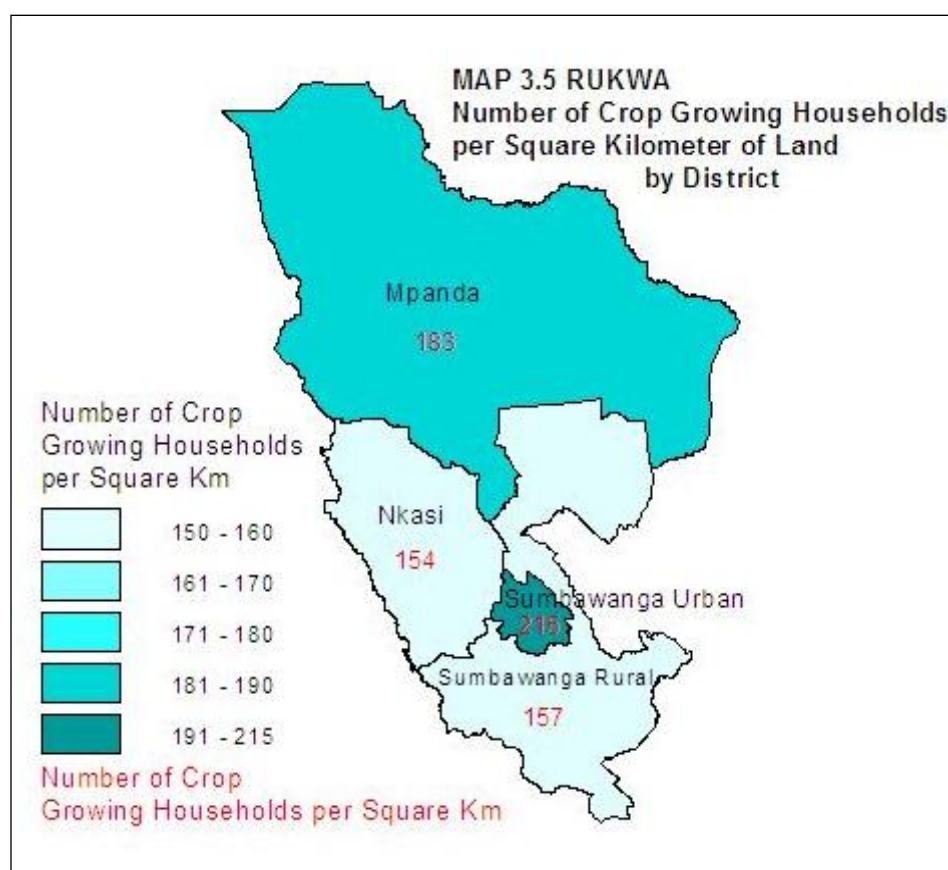 MAP 3.5 RUKWA
Number of Crop Growing Households
per Square Kilometer of Land
by District
Mpanda
183
Number of Crop
Growing Households
per Square Km
150 - 160
161 - 170
171 - 180
181 - 190
191 - 215
Nkasi
154
Sumbawanga Urban
215
Sumbawanga Rural
157
Number of Crop
Growing Households per Square Km